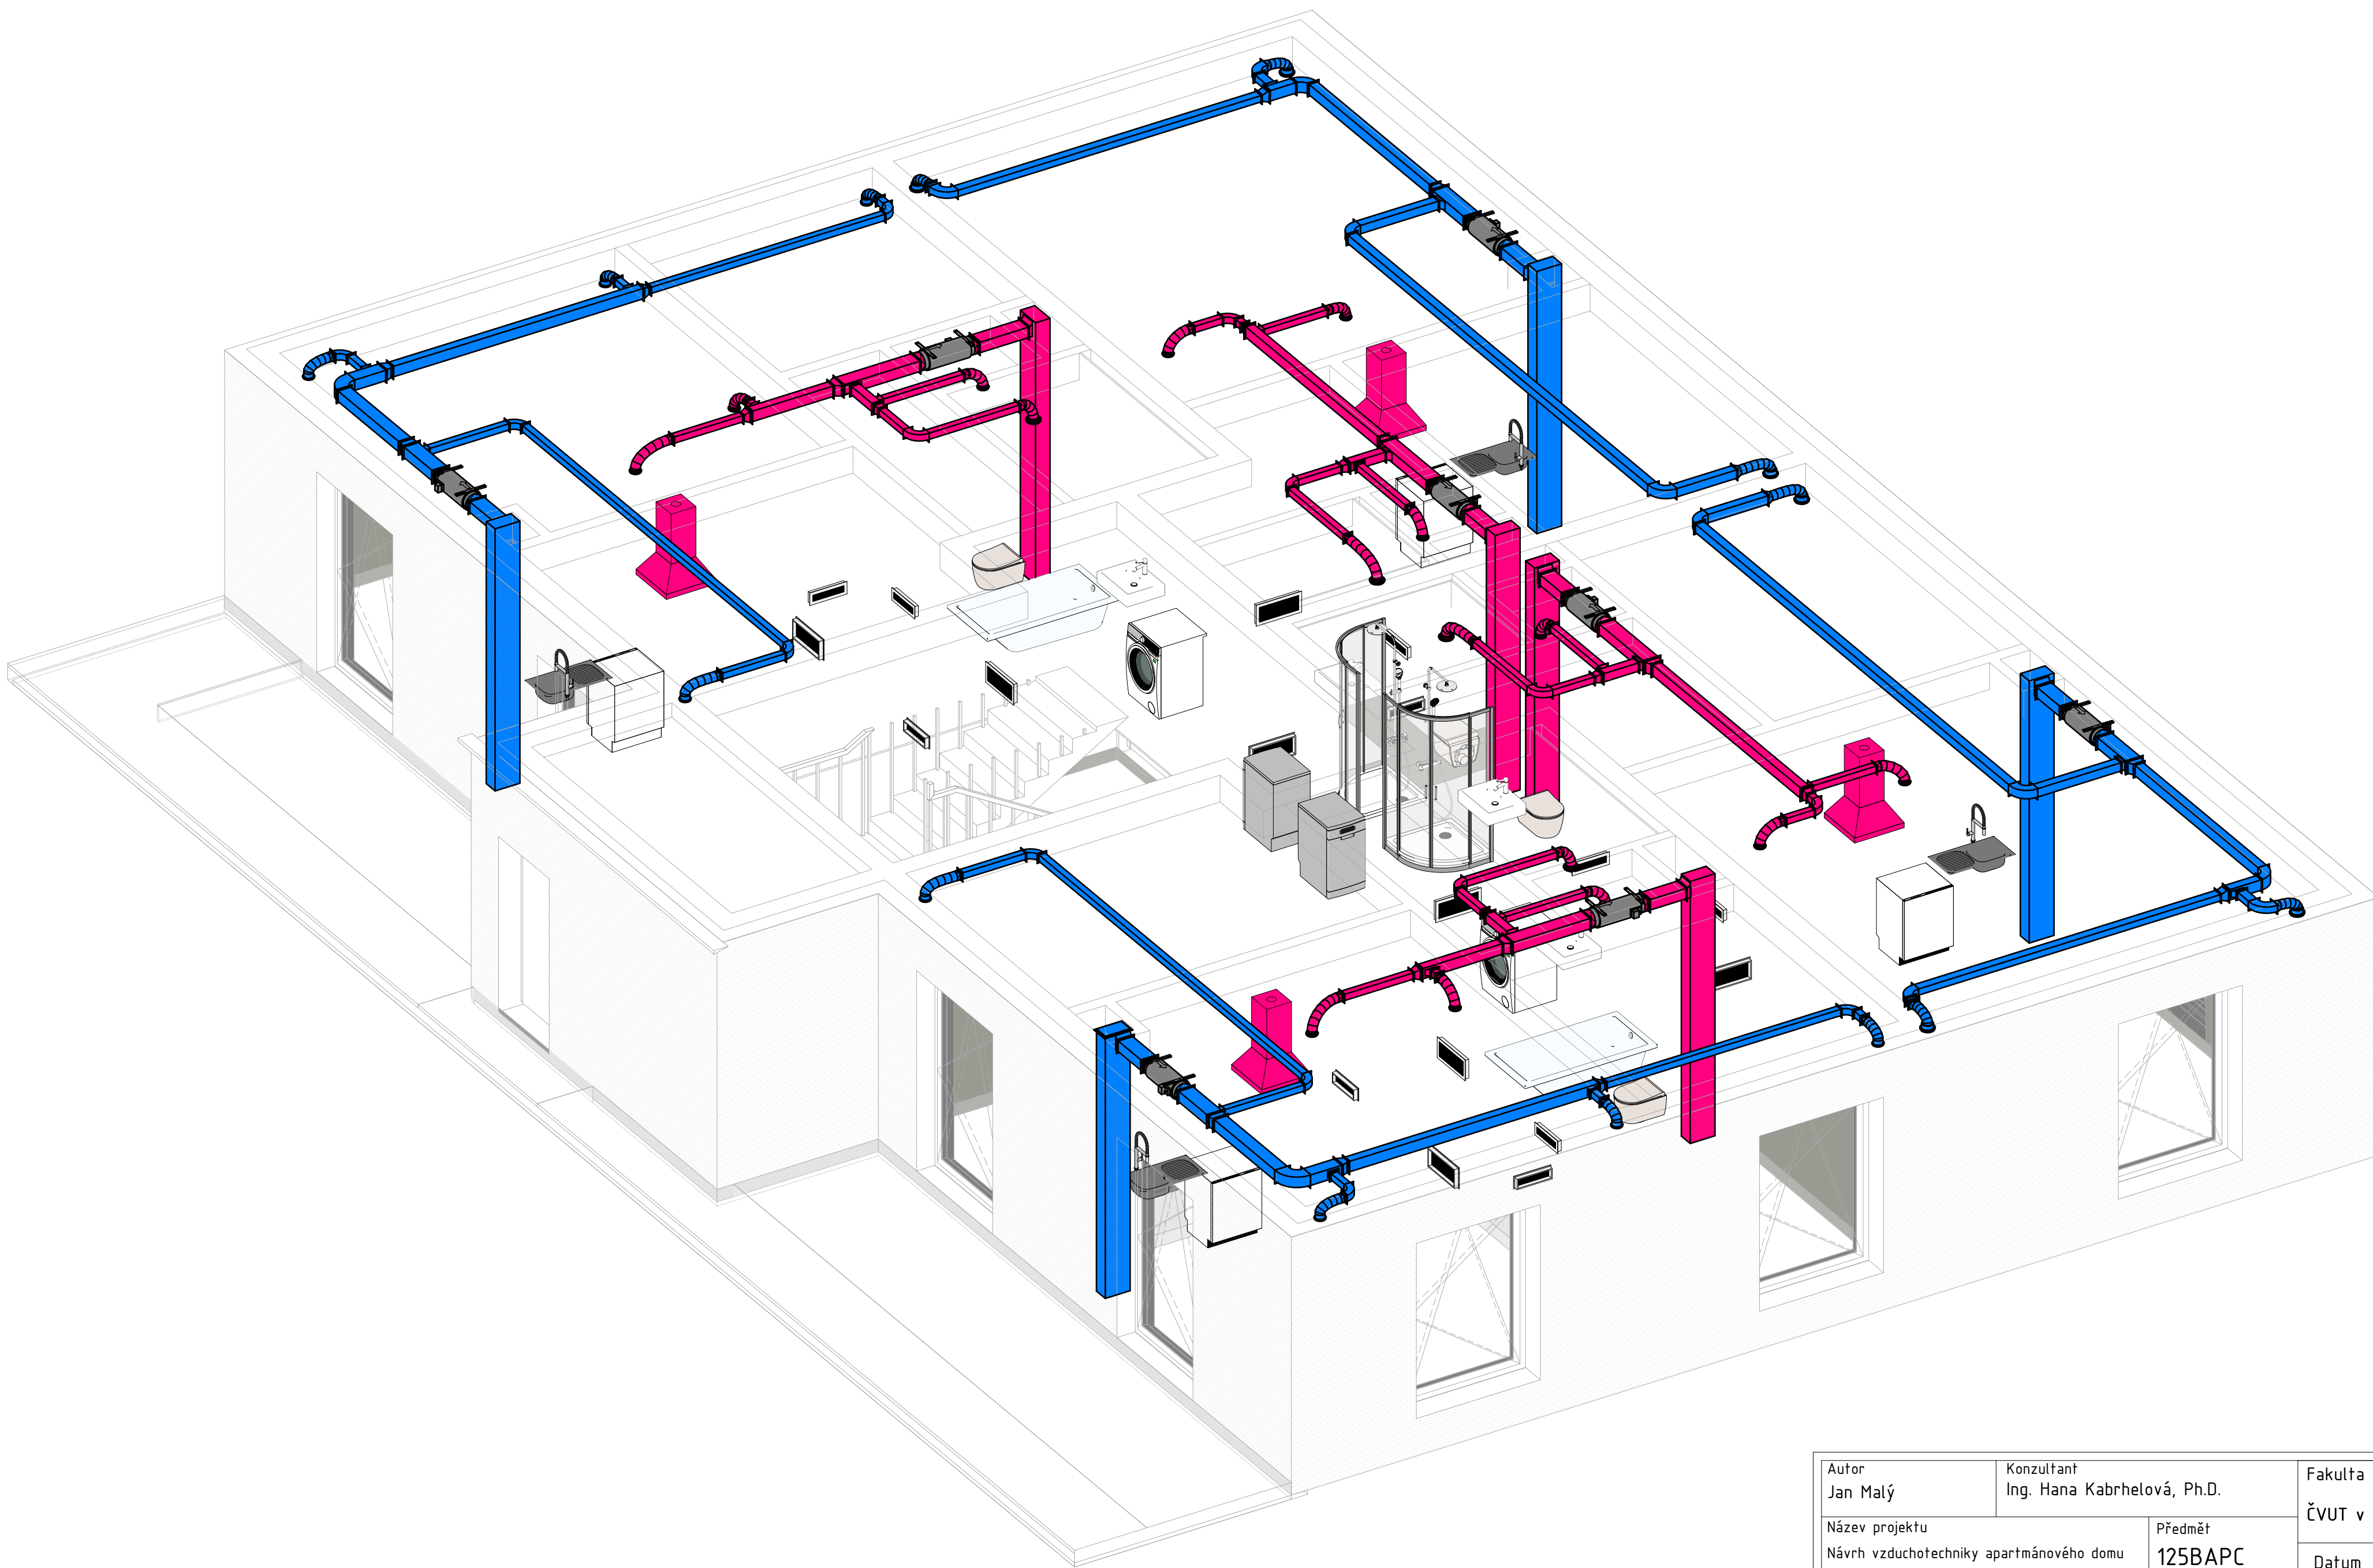 Autor
Jan Malý
Konzultant
Ing. Hana Kabrhelová, Ph.D.
Fakulta
ČVUT v
Název projektu
Návrh vzduchotechniky apartmánového domu
Předmět
125BAPC
Datum